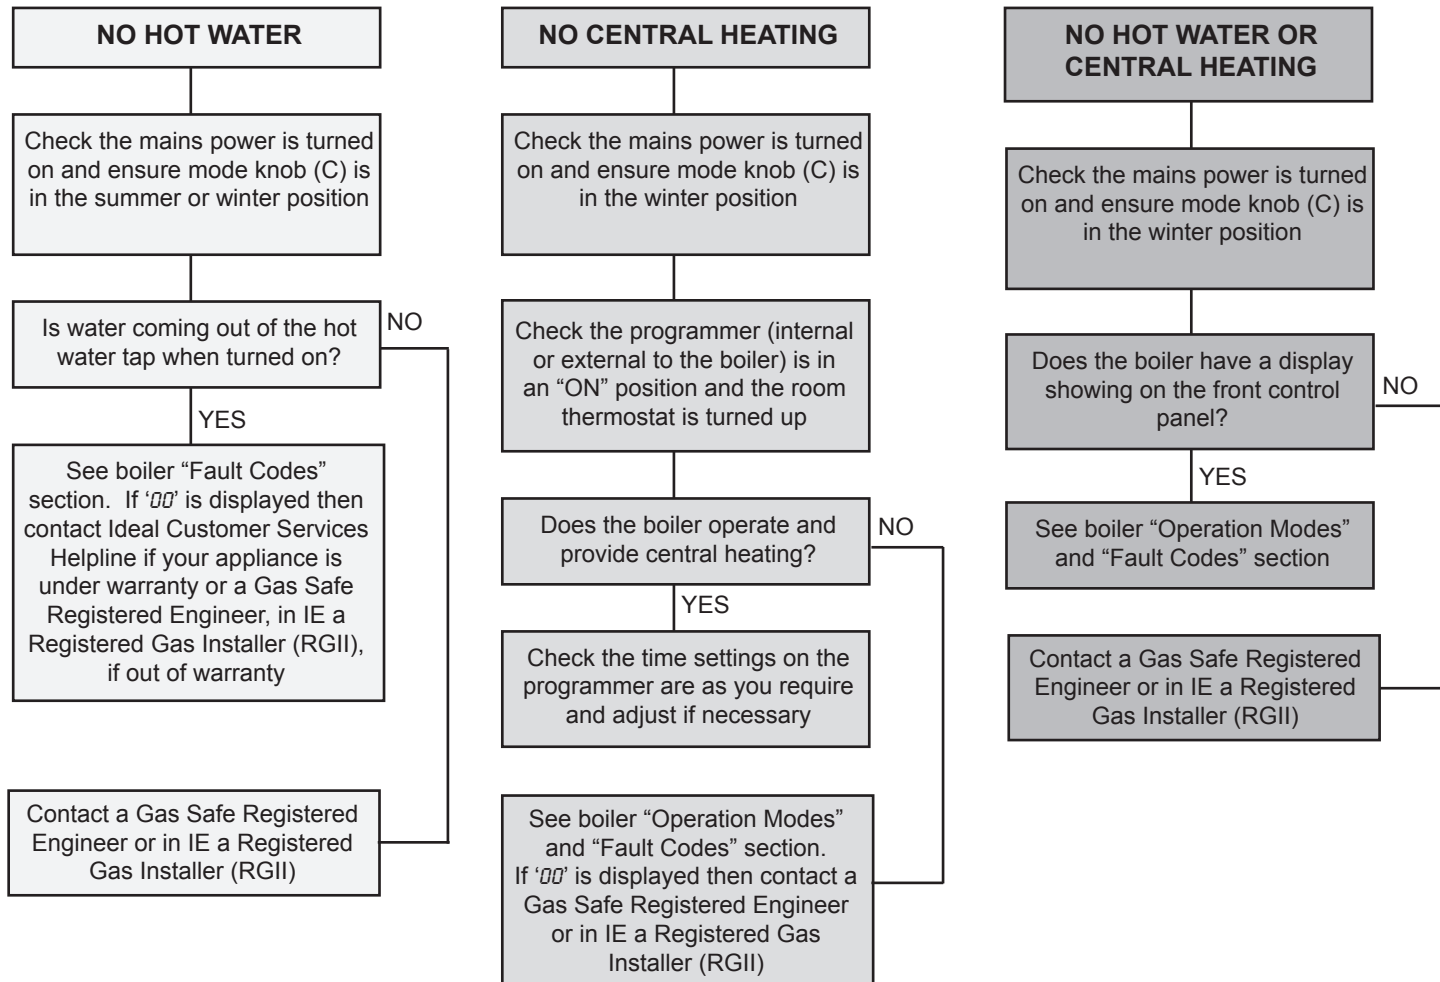 NO HOT WATER
Check the mains power is turned
on and ensure mode knob (C) is
in the summer or winter position
Is water coming out of the hot
water tap when turned on?
NO
YES
See boiler “Fault Codes”
section.  If ‘00’ is displayed then
contact Ideal Customer Services
Helpline if your appliance is
under warranty or a Gas Safe
Registered Engineer, in IE a
Registered Gas Installer (RGII),
if out of warranty
Contact a Gas Safe Registered
Engineer or in IE a Registered
Gas Installer (RGII)
NO CENTRAL HEATING
Check the mains power is turned
on and ensure mode knob (C) is
in the winter position
Check the programmer (internal
or external to the boiler) is in
an “ON” position and the room
thermostat is turned up
Does the boiler operate and
provide central heating?
NO
YES
Check the time settings on the
programmer are as you require
and adjust if necessary
See boiler “Operation Modes”
and “Fault Codes” section.
If ‘00’ is displayed then contact a
Gas Safe Registered Engineer
or in IE a Registered Gas
Installer (RGII)
NO HOT WATER OR
CENTRAL HEATING
Check the mains power is turned
on and ensure mode knob (C) is
in the winter position
Does the boiler have a display
showing on the front control
panel?
NO
YES
See boiler “Operation Modes”
and “Fault Codes” section
Contact a Gas Safe Registered
Engineer or in IE a Registered
Gas Installer (RGII)